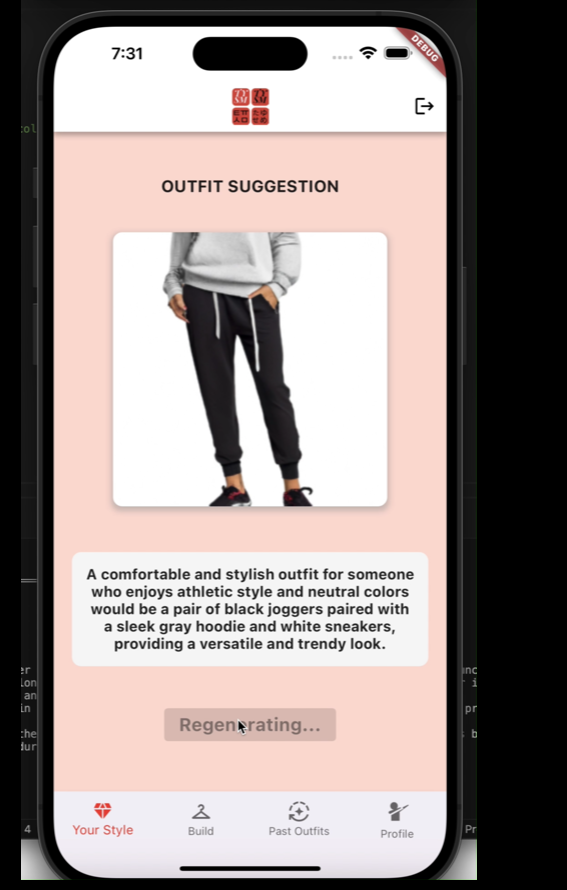 7:31
DEBUG
OUTFIT SUGGESTION
A comfortable and stylish outfit for someone
who enjoys athletic style and neutral colors
would be a pair of black joggers paired with
a sleek gray hoodie and white sneakers,
providing a versatile and trendy look.
Regenerating...
Your Style
Build
Past Outfits
Profile
4
Pr